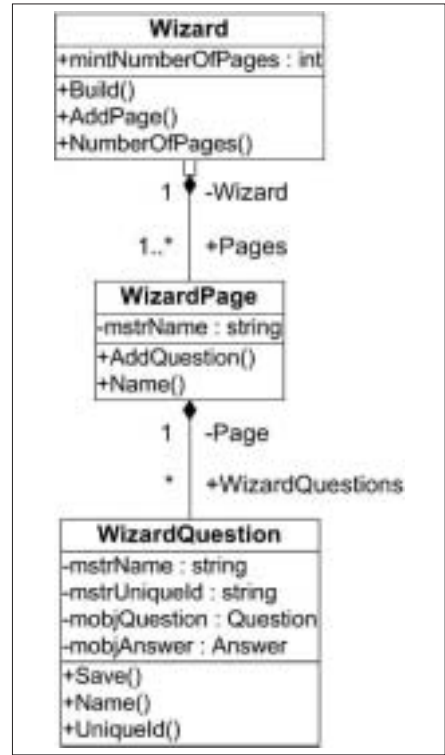 Wizard
+mintNumberOfPages : int
+Build()
+AddPage()
+NumberOfPages()
1 -Wizard
1..* +Pages
WizardPage
-mstrName : string
+AddQuestion()
+Name()
1 -Page
* +WizardQuestions
WizardQuestion
-mstrName : string
-mstrUniqueId : string
-mobjQuestion : Question
-mobjAnswer : Answer
+Save()
+Name()
+UniqueId()